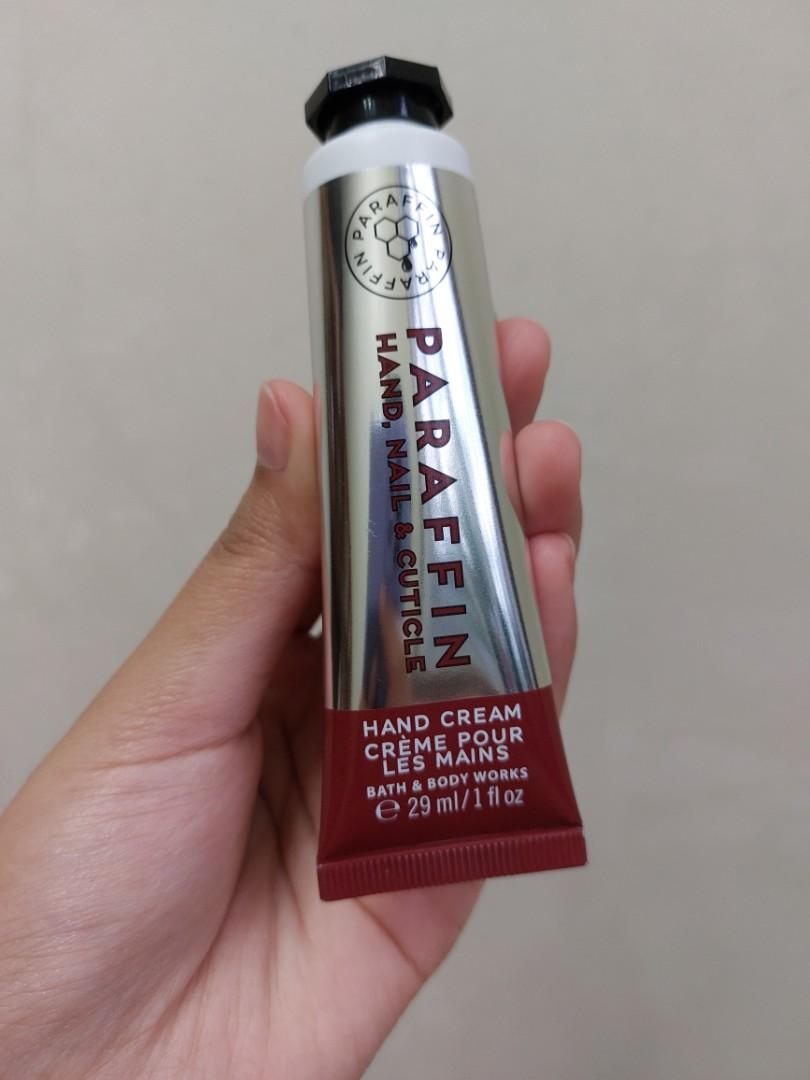 PARAFFIN PARAFFIN PARAFFIN
PARAFFIN
HAND, NAIL & CUTICLE
HAND CREAM
CRÈME POUR
LES MAINS
BATH & BODY WORKS
℮ 29 ml/1 fl oz